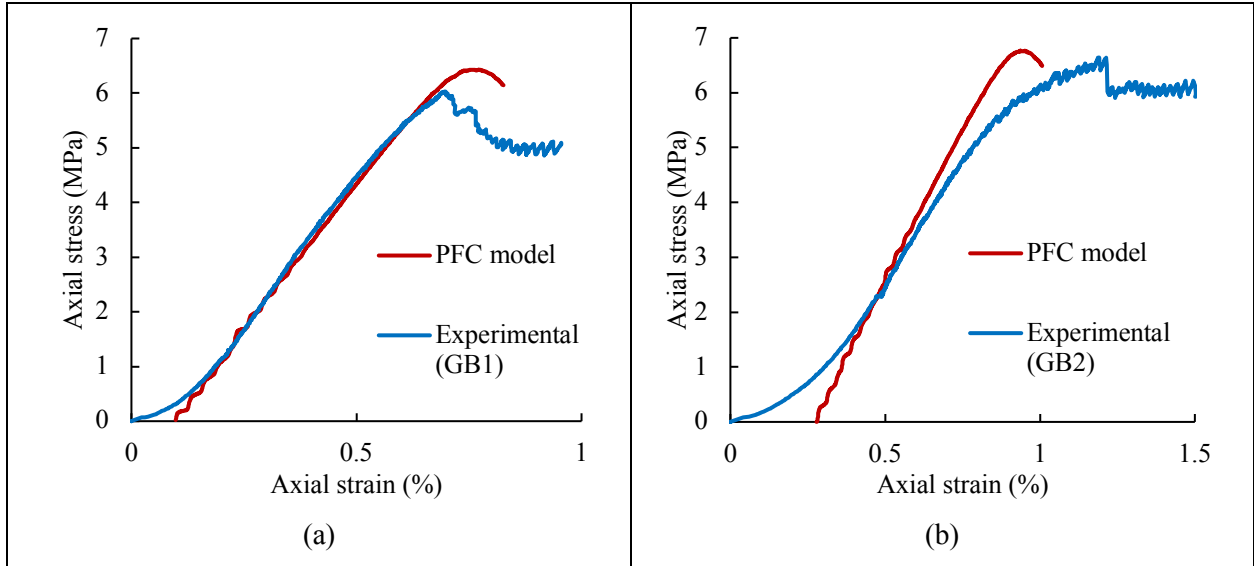 7
6
5
4
3
2
1
0
Axial stress (MPa)
PFC model
Experimental
(GB1)
0
0.5
1
Axial strain (%)
(a)
7
6
5
4
3
2
1
0
Axial stress (MPa)
PFC model
Experimental
(GB2)
0
0.5
1
1.5
Axial strain (%)
(b)